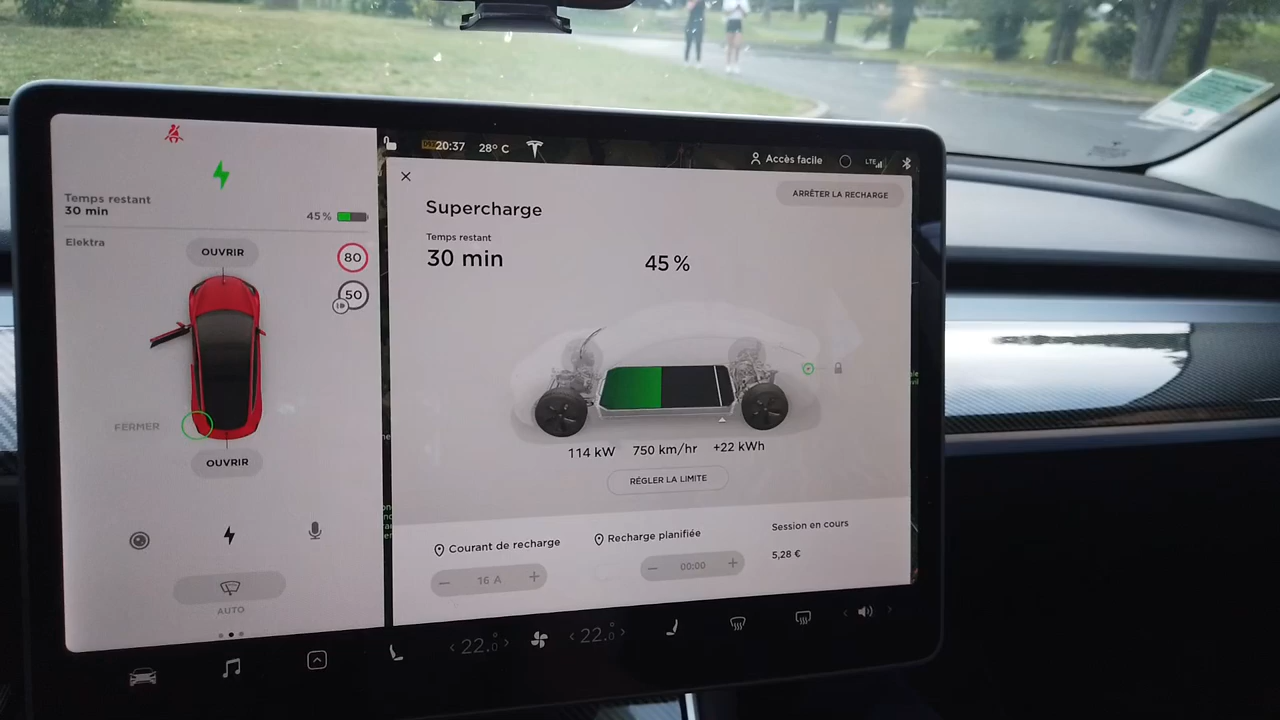 20:37 28° C
Accès facile
LTE
Temps restant
30 min
45 %
Elektra
OUVRIR
80
50
FERMER
OUVRIR
AUTO
ARRÊTER LA RECHARGE
Supercharge
Temps restant
30 min
45 %
114 kW 750 km/hr +22 kWh
RÉGLER LA LIMITE
Courant de recharge
16 A
Recharge planifiée
00:00
Session en cours
5,28 €
22.0
22.0